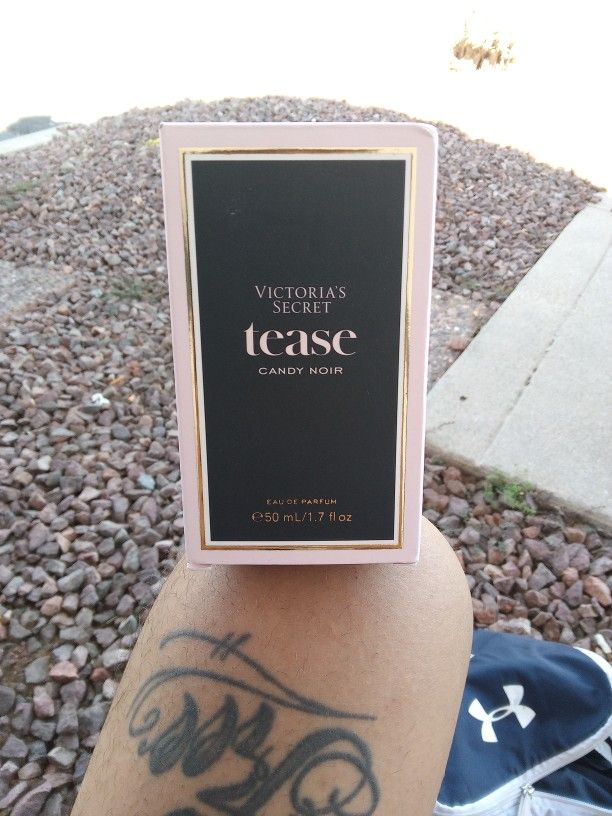 VICTORIA'S
SECRET
tease
CANDY NOIR
EAU DE PARFUM
℮50 mL/1.7 fl oz